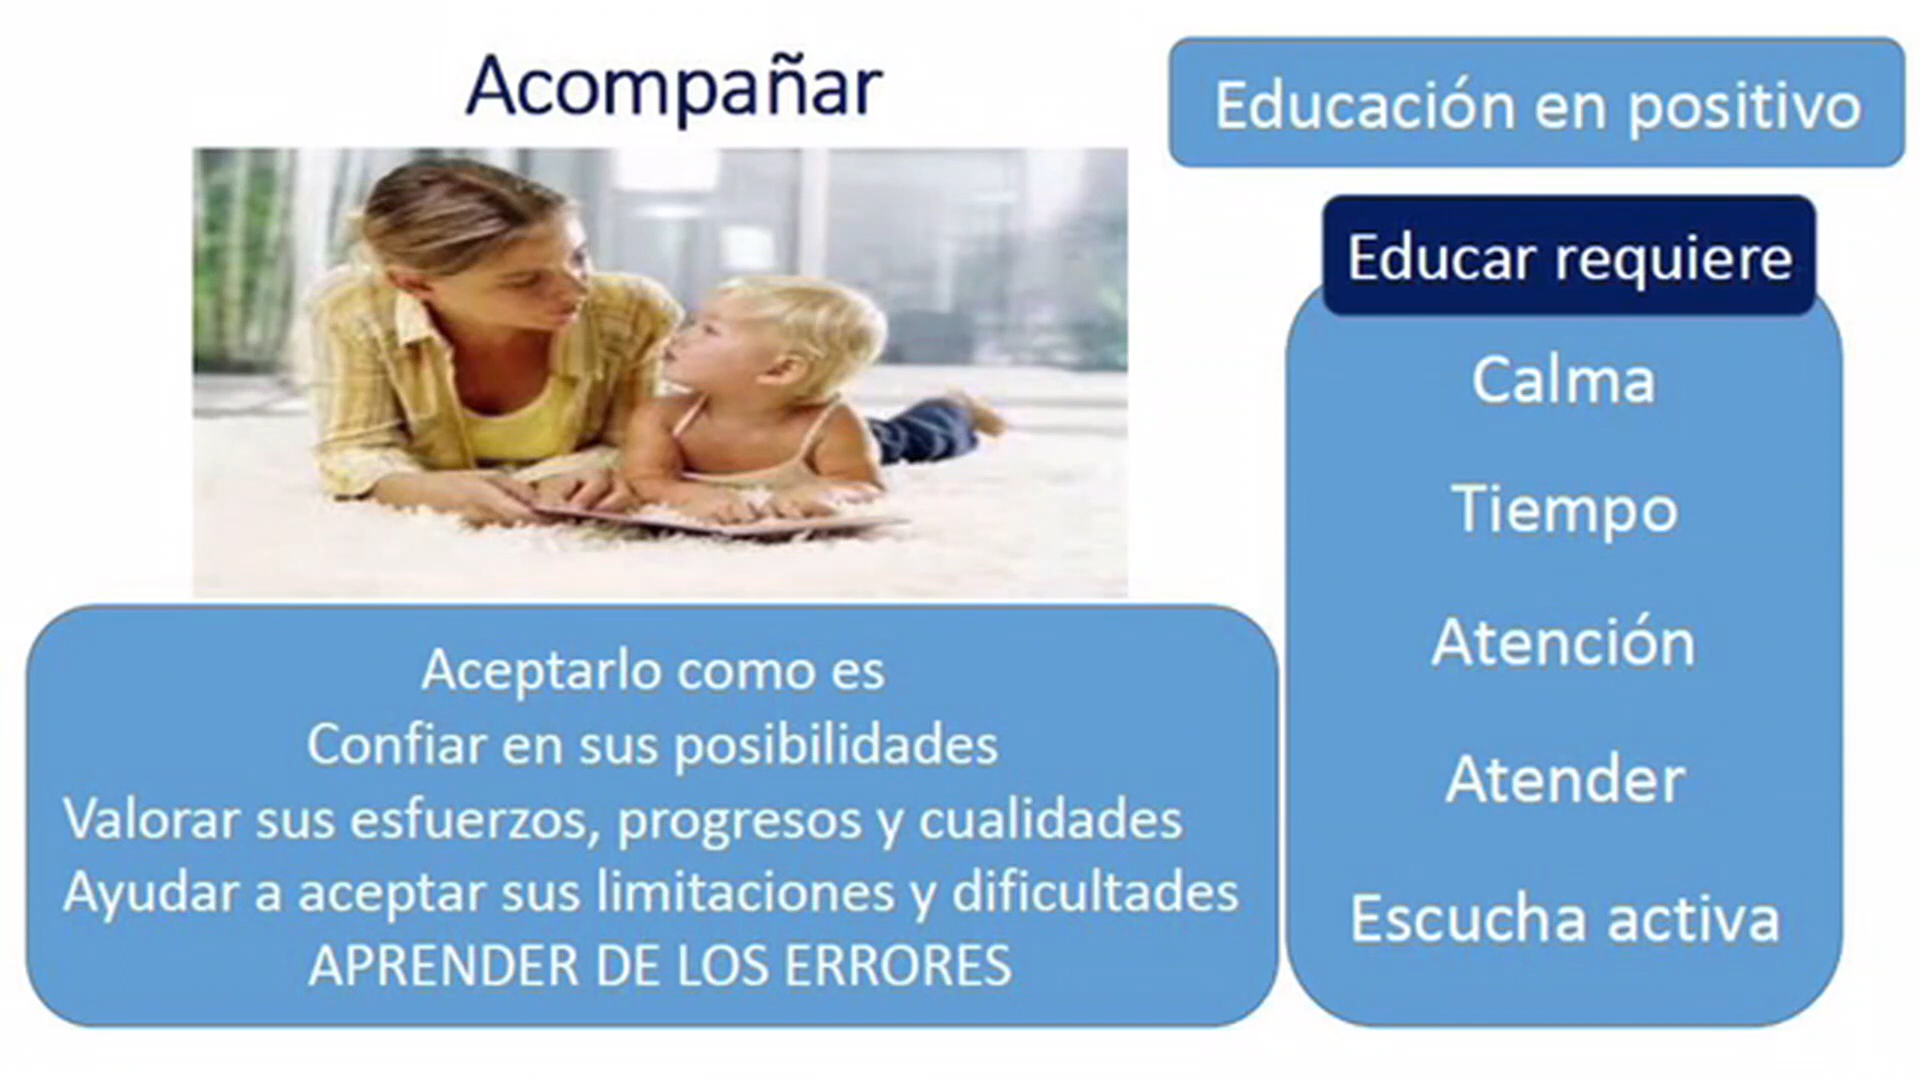 Acompañar
Educación en positivo
Educar requiere
Calma
Tiempo
Atención
Atender
Escucha activa
Aceptarlo como es
Confiar en sus posibilidades
Valorar sus esfuerzos, progresos y cualidades
Ayudar a aceptar sus limitaciones y dificultades
APRENDER DE LOS ERRORES